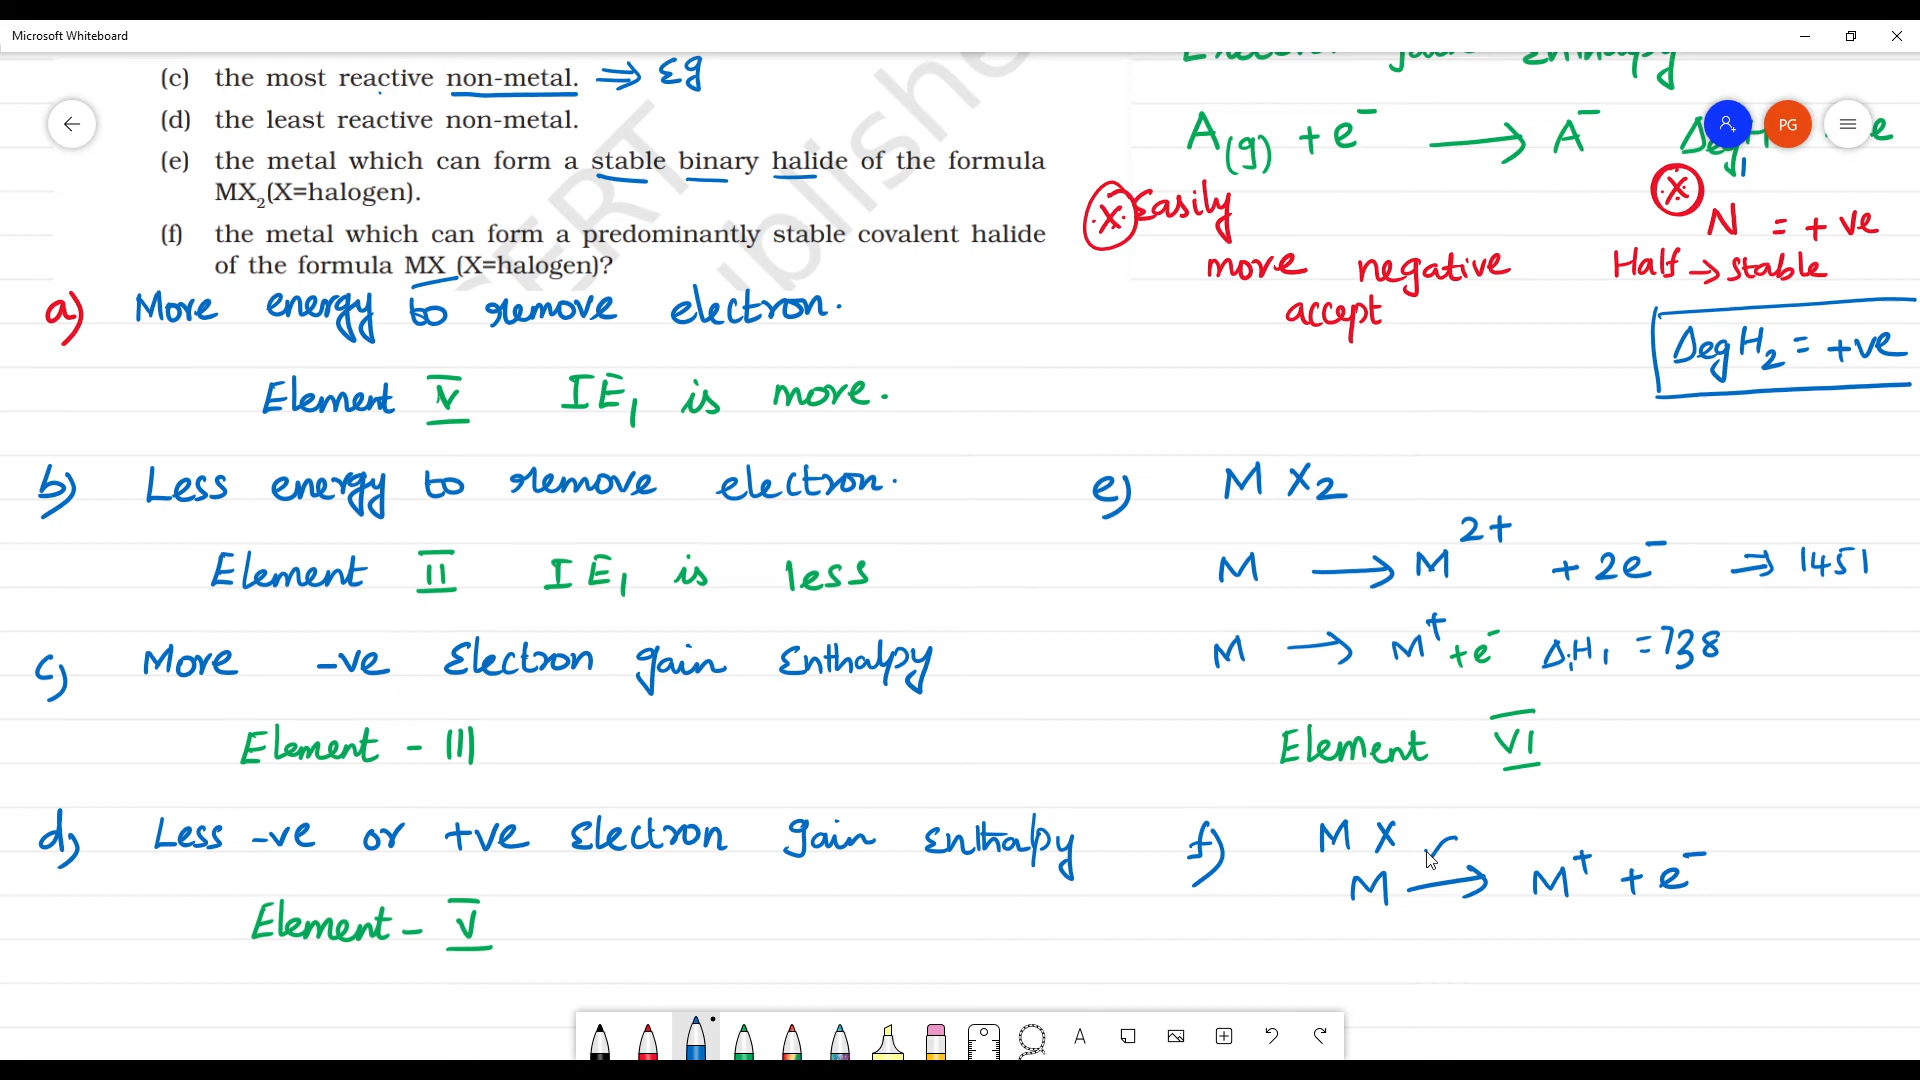 Microsoft Whiteboard
(c) the most reactive non-metal. ⇒ Eg
(d) the least reactive non-metal.
(e) the metal which can form a stable binary halide of the formula
MX₂(X=halogen).
(f) the metal which can form a predominantly stable covalent halide
of the formula MX (X=halogen)?
gain Enthalpy
A(g) + e⁻ ⟶ A⁻
PG
X Easily
more negative
accept
X
N = +ve
Half → stable
ΔegH₂ = +ve
a) More energy to remove electron.
Element V IE₁ is more.
b) Less energy to remove electron.
Element II IE₁ is less
c) More -ve Electron gain Enthalpy
Element - III
d) Less -ve or +ve Electron gain Enthalpy
Element - V
e) M X₂
M ⟶ M²⁺ + 2e⁻ ⇒ 1451
M ⟶ M⁺ + e⁻ ΔᵢH₁ = 738
Element VI
f) M X
M ⟶ M⁺ + e⁻
A